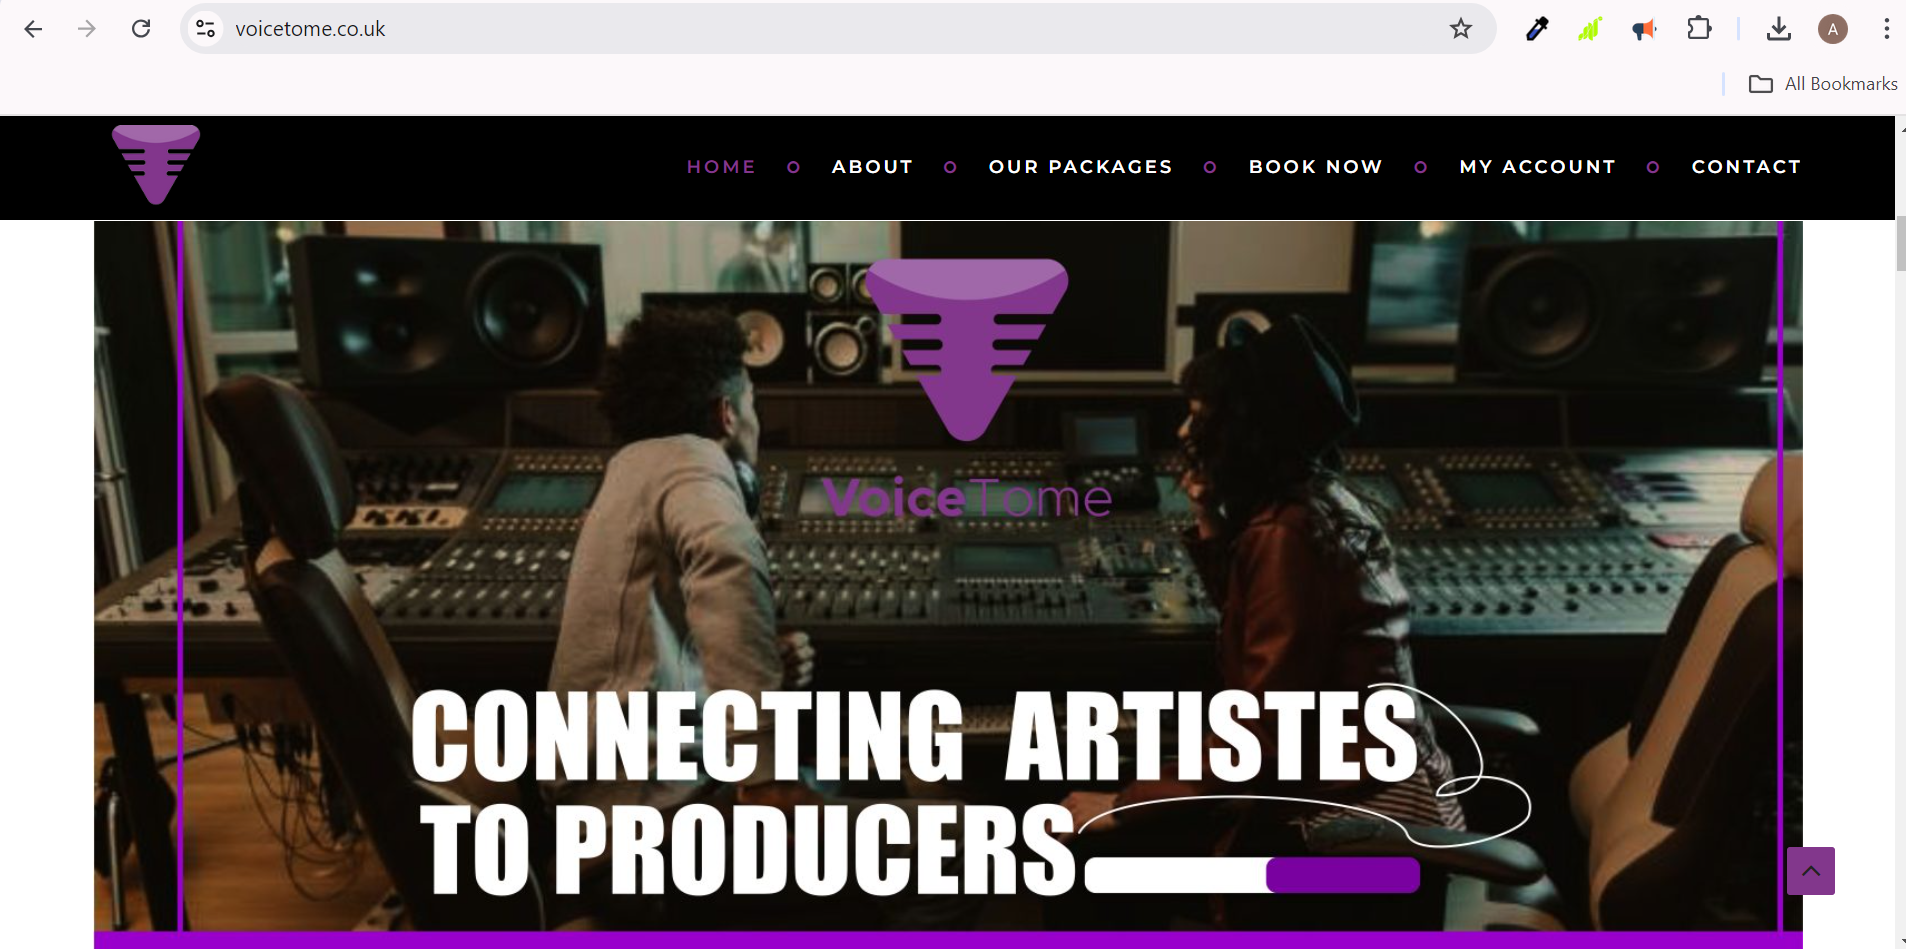 voicetome.co.uk
A
All Bookmarks
HOME ABOUT OUR PACKAGES BOOK NOW MY ACCOUNT CONTACT
VoiceTome
CONNECTING ARTISTES
TO PRODUCERS